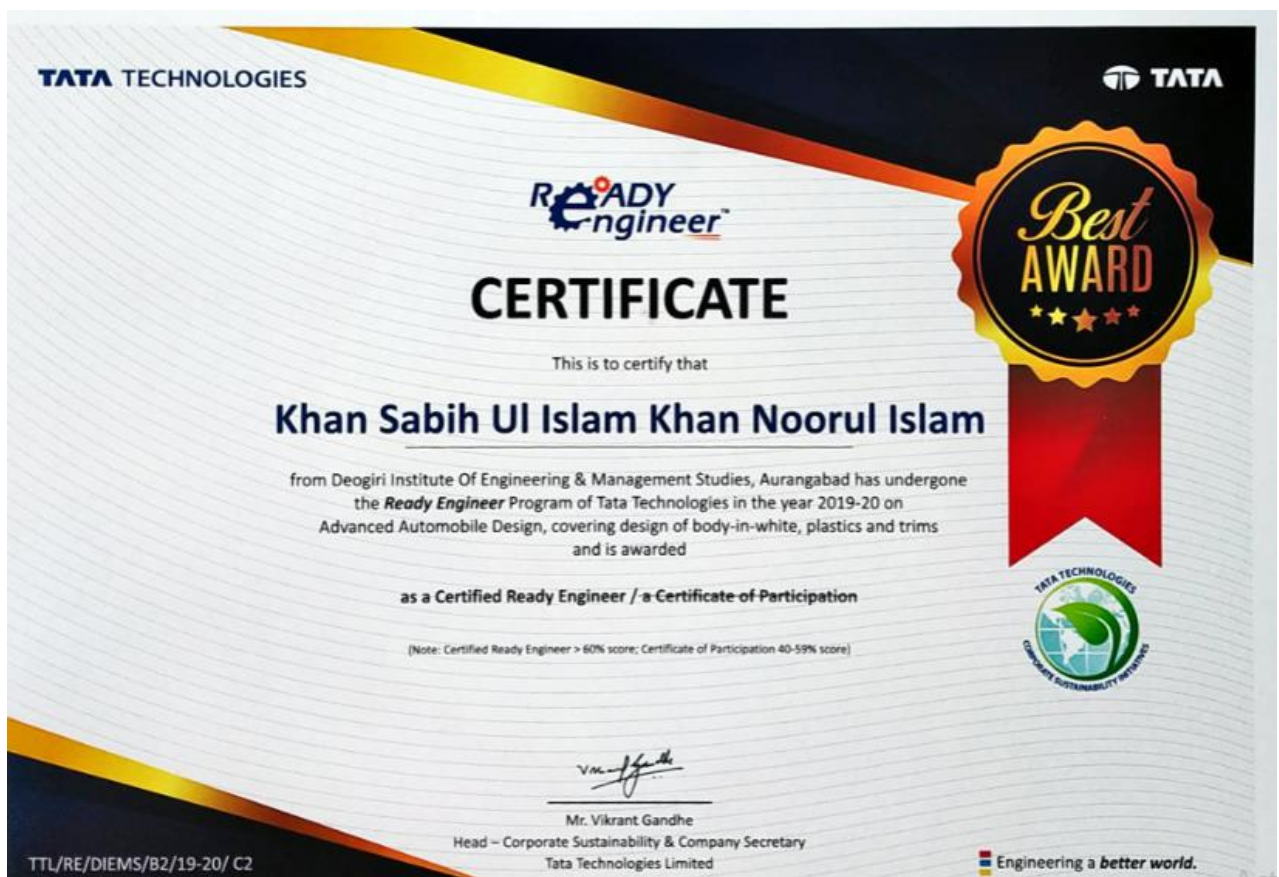 TATA TECHNOLOGIES
TATA
ReADY
engineer™
Best
AWARD
CERTIFICATE
This is to certify that
Khan Sabih Ul Islam Khan Noorul Islam
from Deogiri Institute Of Engineering & Management Studies, Aurangabad has undergone
the Ready Engineer Program of Tata Technologies in the year 2019-20 on
Advanced Automobile Design, covering design of body-in-white, plastics and trims
and is awarded
as a Certified Ready Engineer / a Certificate of Participation
(Note: Certified Ready Engineer > 60% score; Certificate of Participation 40-59% score)
TATA TECHNOLOGIES
CORPORATE SUSTAINABILITY INITIATIVES
Mr. Vikrant Gandhe
Head – Corporate Sustainability & Company Secretary
Tata Technologies Limited
TTL/RE/DIEMS/B2/19-20/ C2
Engineering a better world.